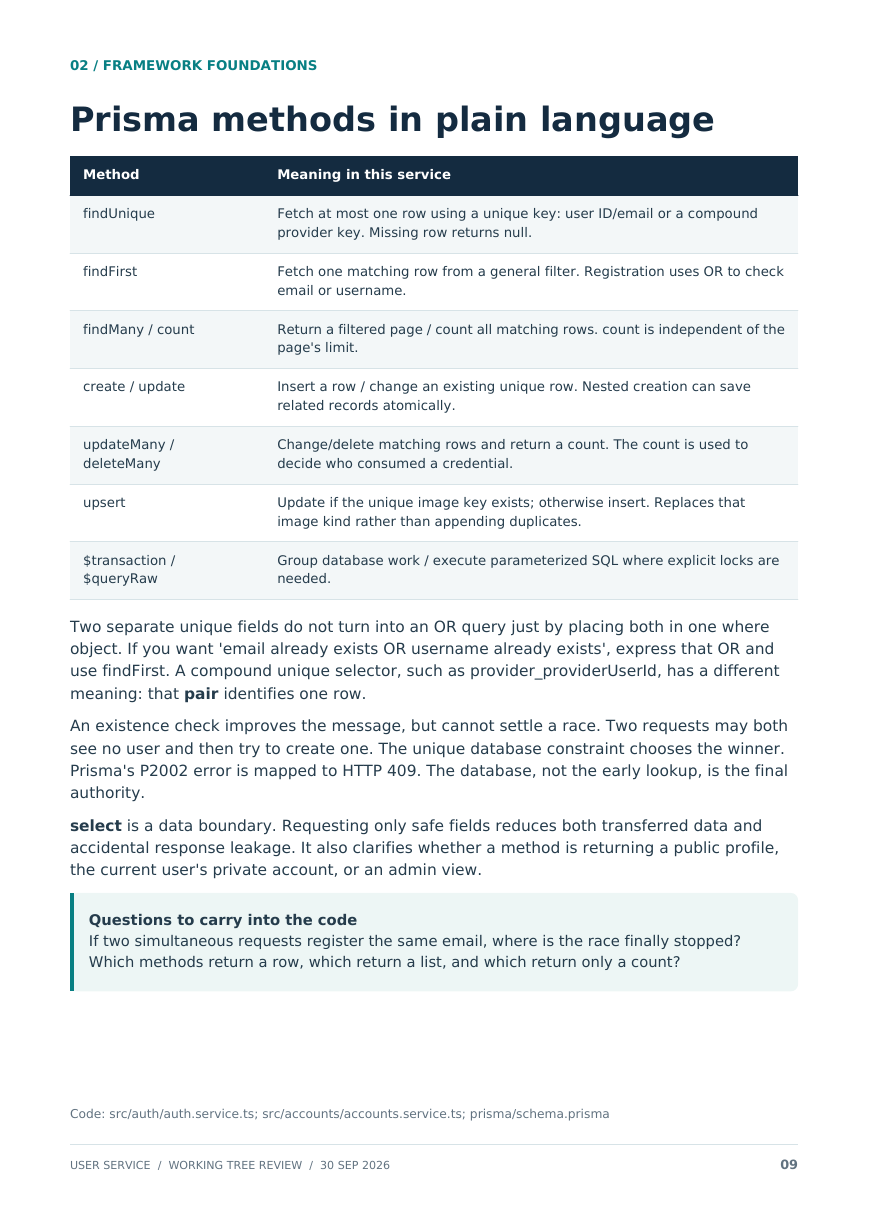 02 / FRAMEWORK FOUNDATIONS
Prisma methods in plain language
Method Meaning in this service
findUnique Fetch at most one row using a unique key: user ID/email or a compound
provider key. Missing row returns null.
findFirst Fetch one matching row from a general filter. Registration uses OR to check
email or username.
findMany / count Return a filtered page / count all matching rows. count is independent of the
page's limit.
create / update Insert a row / change an existing unique row. Nested creation can save
related records atomically.
updateMany / Change/delete matching rows and return a count. The count is used to
deleteMany decide who consumed a credential.
upsert Update if the unique image key exists; otherwise insert. Replaces that
image kind rather than appending duplicates.
$transaction / Group database work / execute parameterized SQL where explicit locks are
$queryRaw needed.
Two separate unique fields do not turn into an OR query just by placing both in one where
object. If you want 'email already exists OR username already exists', express that OR and
use findFirst. A compound unique selector, such as provider_providerUserId, has a different
meaning: that pair identifies one row.
An existence check improves the message, but cannot settle a race. Two requests may both
see no user and then try to create one. The unique database constraint chooses the winner.
Prisma's P2002 error is mapped to HTTP 409. The database, not the early lookup, is the final
authority.
select is a data boundary. Requesting only safe fields reduces both transferred data and
accidental response leakage. It also clarifies whether a method is returning a public profile,
the current user's private account, or an admin view.
Questions to carry into the code
If two simultaneous requests register the same email, where is the race finally stopped?
Which methods return a row, which return a list, and which return only a count?
Code: src/auth/auth.service.ts; src/accounts/accounts.service.ts; prisma/schema.prisma
USER SERVICE / WORKING TREE REVIEW / 30 SEP 2026 09